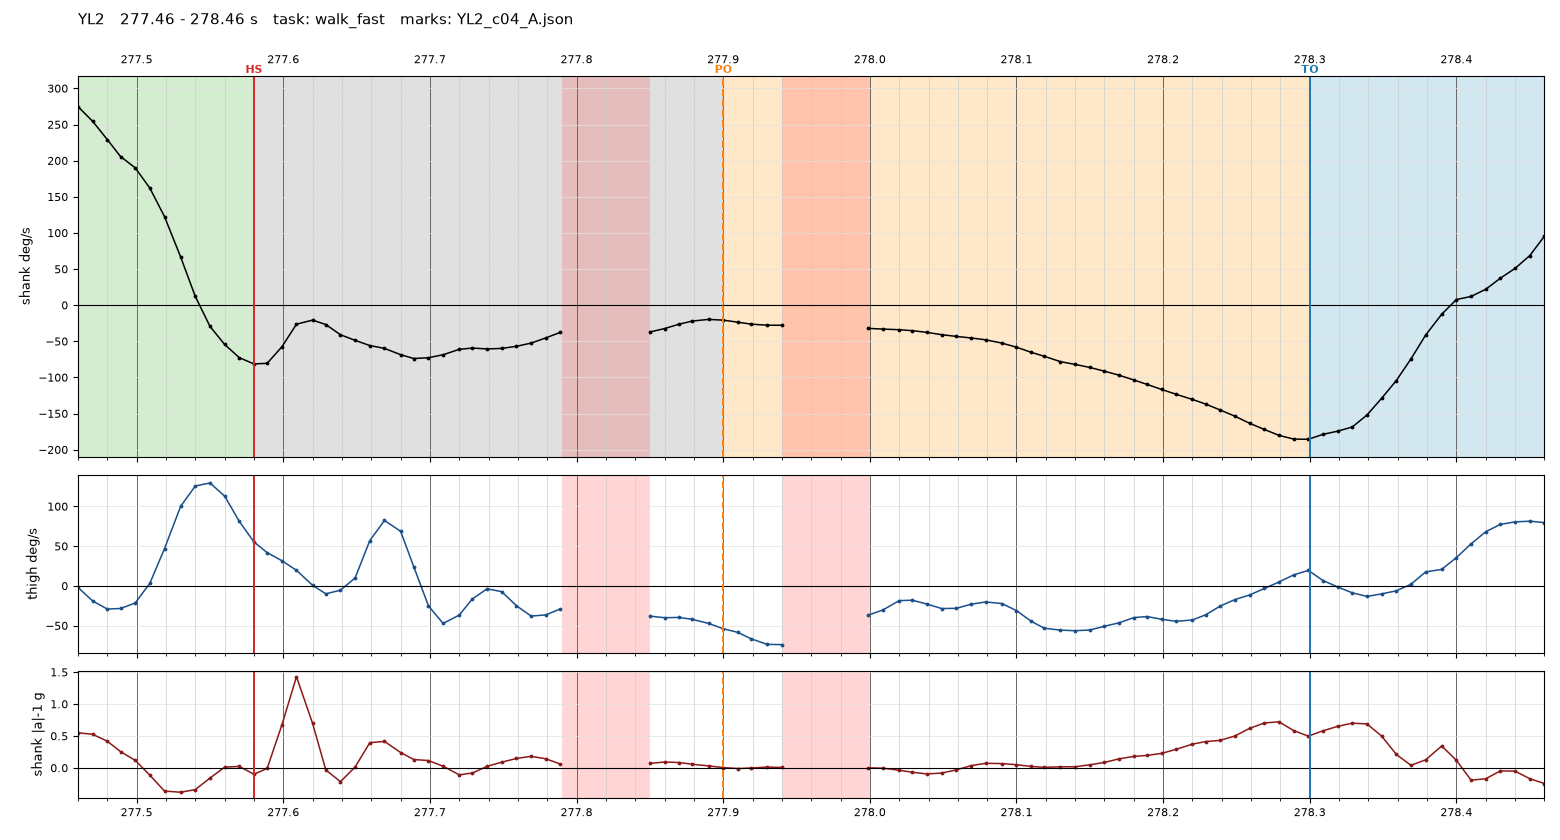 YL2   277.46 - 278.46 s   task: walk_fast   marks: YL2_c04_A.json
277.5 277.6 277.7 277.8 277.9 278.0 278.1 278.2 278.3 278.4
HS PO TO
shank deg/s
300
250
200
150
100
50
0
−50
−100
−150
−200
thigh deg/s
100
50
0
−50
shank |a|-1 g
1.5
1.0
0.5
0.0
277.5 277.6 277.7 277.8 277.9 278.0 278.1 278.2 278.3 278.4